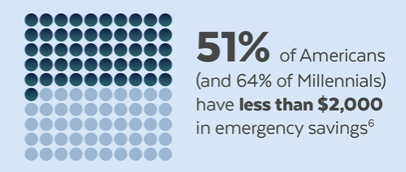 51% of Americans
(and 64% of Millennials)
have less than $2,000
in emergency savings⁶